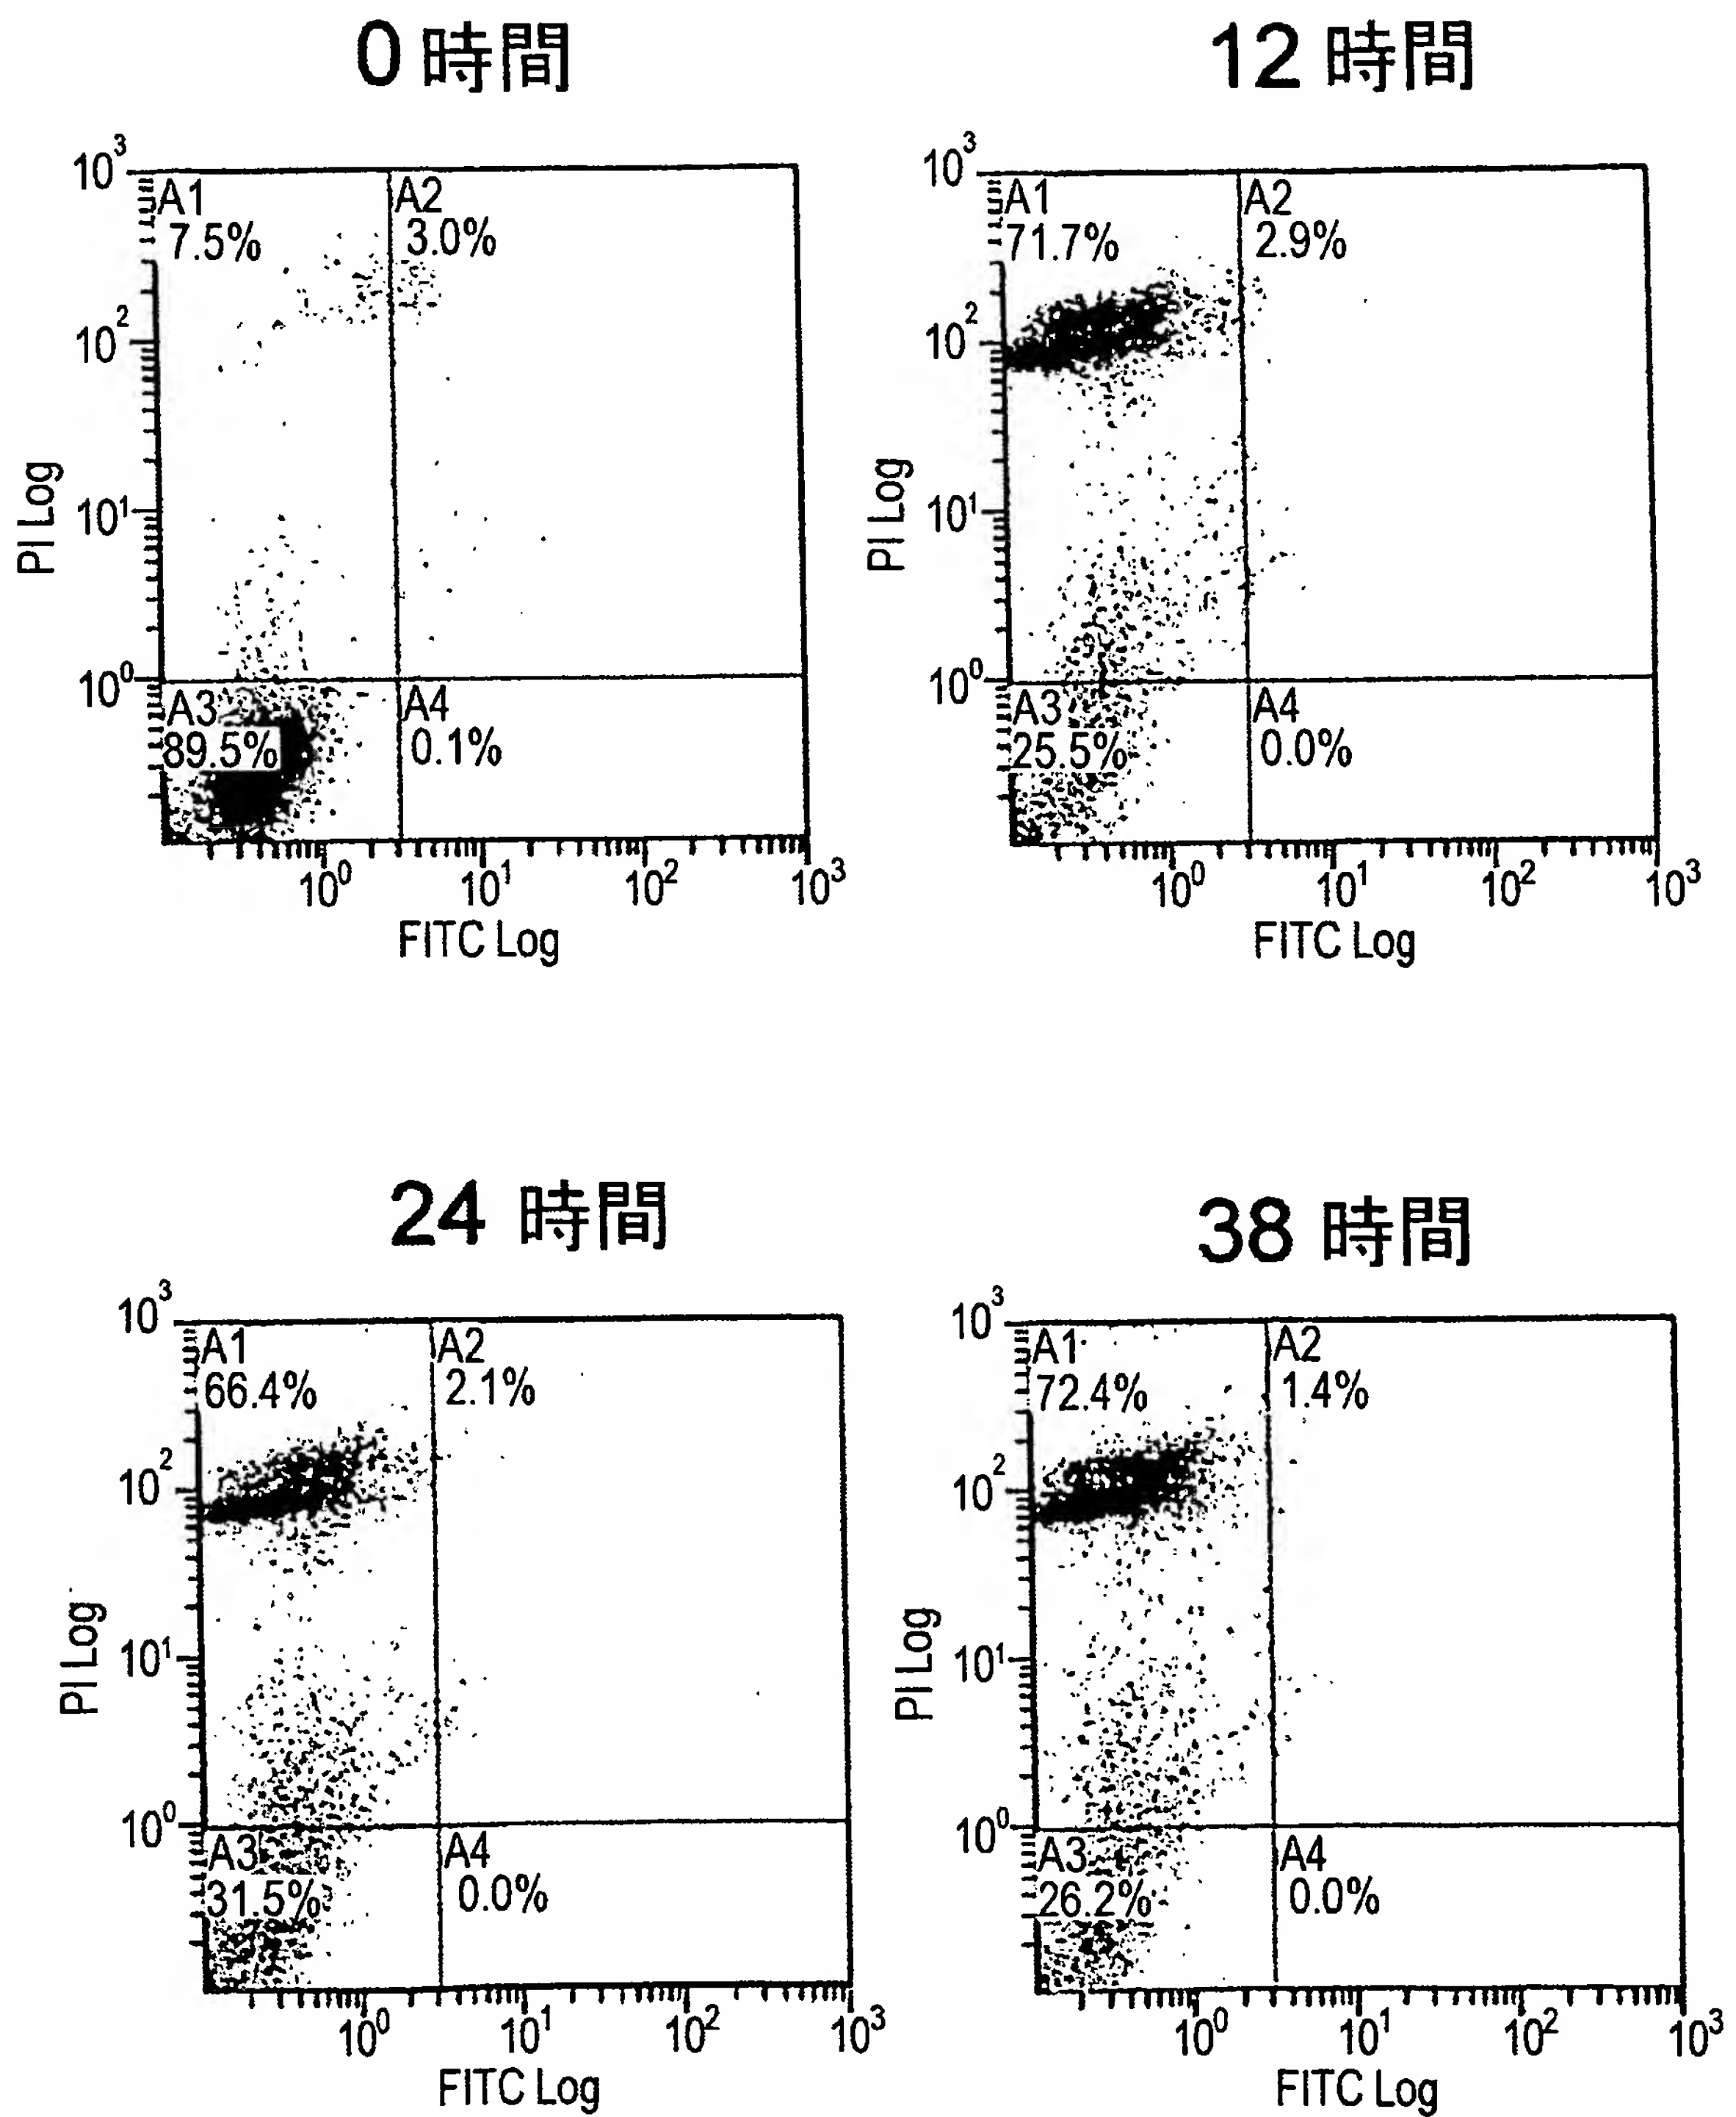 0 時間
10³
A1
A2
7.5%
3.0%
10²
PI Log
10¹
10⁰
A3
A4
89.5%
0.1%
10⁰ 10¹ 10² 10³
FITC Log
12 時間
10³
A1
A2
71.7%
2.9%
10²
PI Log
10¹
10⁰
A3
A4
25.5%
0.0%
10⁰ 10¹ 10² 10³
FITC Log
24 時間
10³
A1
A2
66.4%
2.1%
10²
PI Log
10¹
10⁰
A3
A4
31.5%
0.0%
10⁰ 10¹ 10² 10³
FITC Log
38 時間
10³
A1
A2
72.4%
1.4%
10²
PI Log
10¹
10⁰
A3
A4
26.2%
0.0%
10⁰ 10¹ 10² 10³
FITC Log